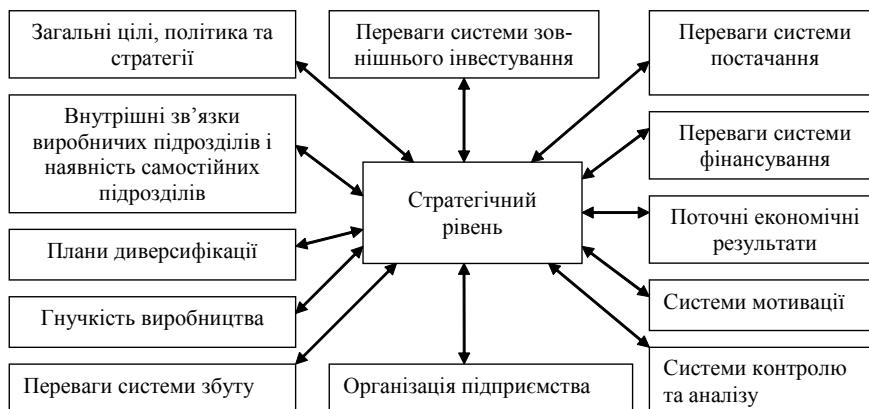 Загальні цілі, політика та
стратегії
Переваги системи зов-
нішнього інвестування
Переваги системи
постачання
Внутрішні зв’язки
виробничих підрозділів і
наявність самостійних
підрозділів
Переваги системи
фінансування
Стратегічний
рівень
Поточні економічні
результати
Плани диверсифікації
Системи мотивації
Гнучкість виробництва
Переваги системи збуту
Організація підприємства
Системи контролю
та аналізу